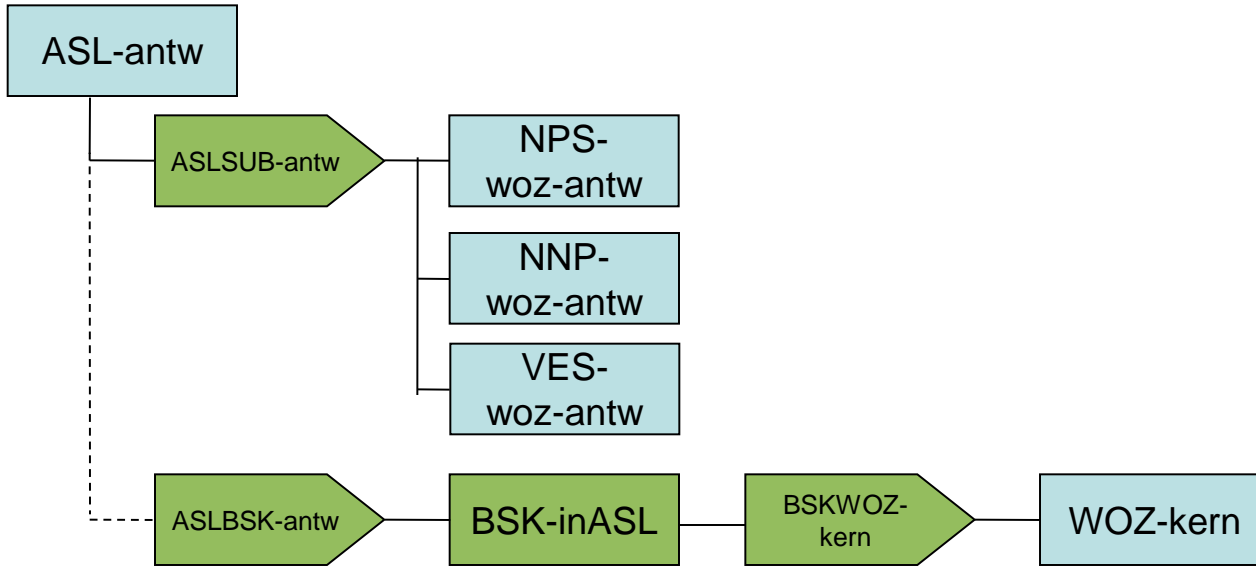 ASL-antw
ASLSUB-antw
NPS-
woz-antw
NNP-
woz-antw
VES-
woz-antw
ASLBSK-antw
BSK-inASL
BSKWOZ-
kern
WOZ-kern